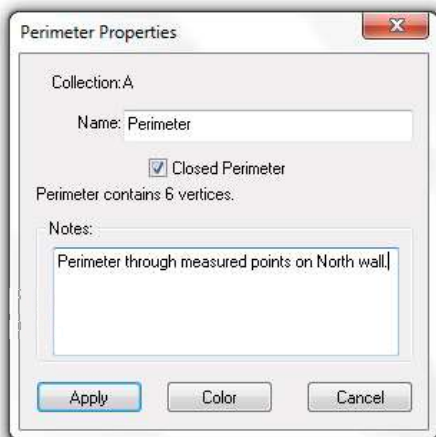 Perimeter Properties
Collection:A
Name: Perimeter
Closed Perimeter
Perimeter contains 6 vertices.
Notes:
Perimeter through measured points on North wall.
Apply Color Cancel